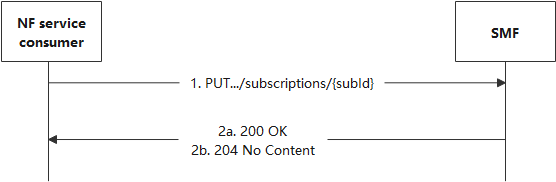 NF service
consumer
SMF
1. PUT.../subscriptions/{subId}
2a. 200 OK
2b. 204 No Content